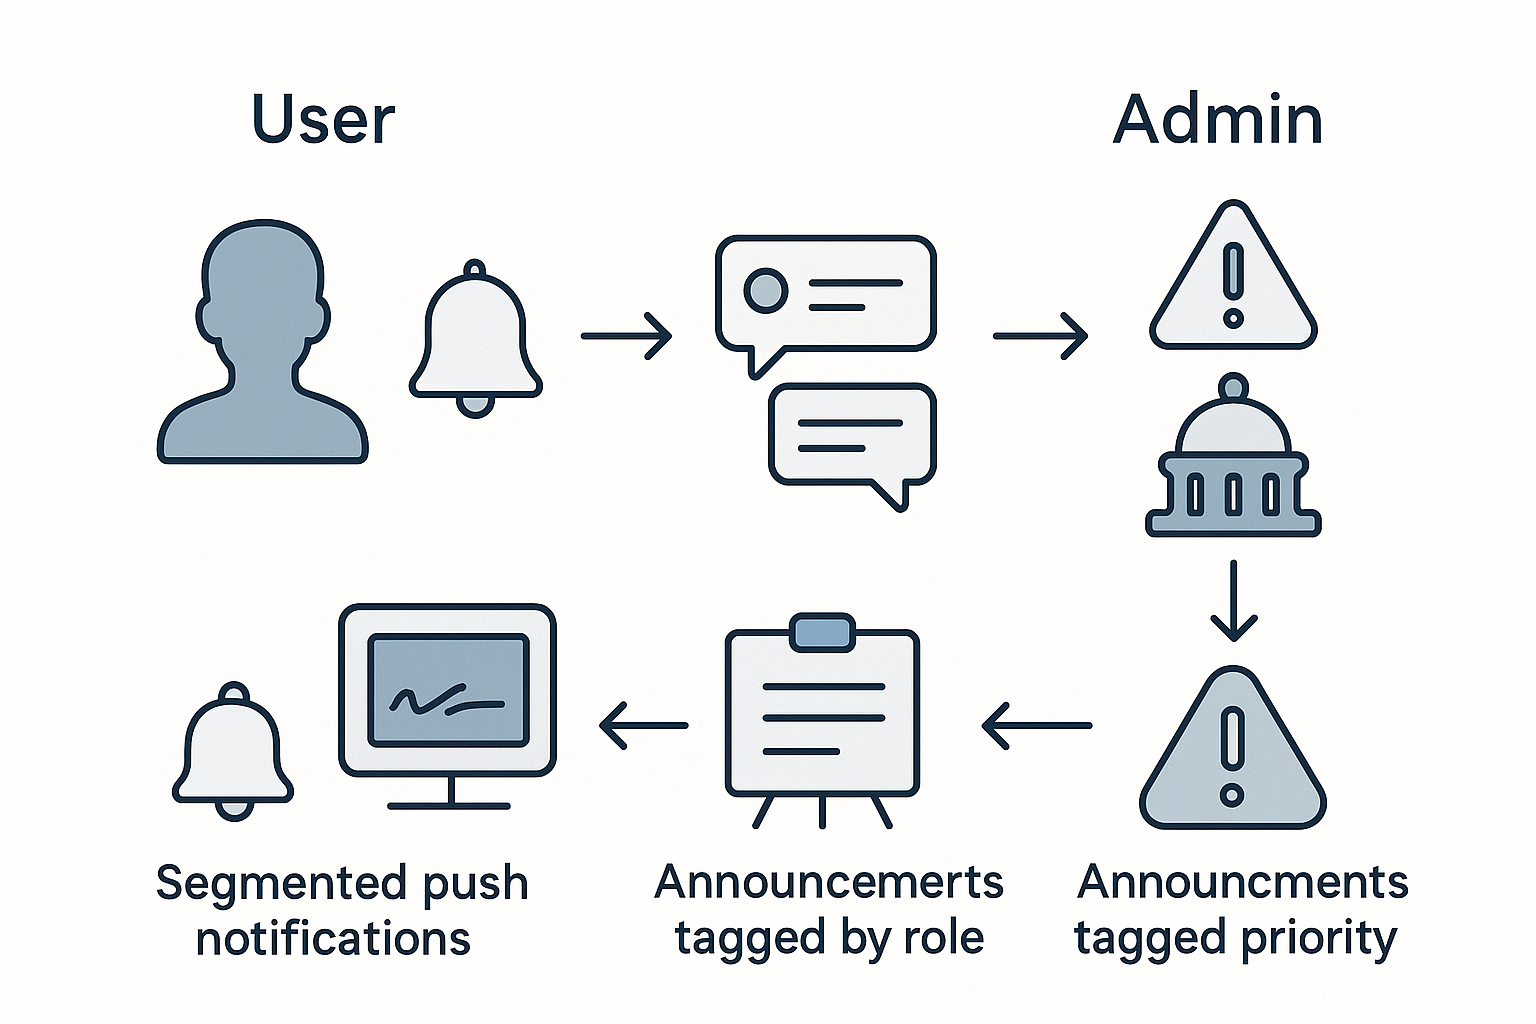 User
Admin
Segmented push
notifications
Announcemerts
tagged by role
Announcments
tagged priority